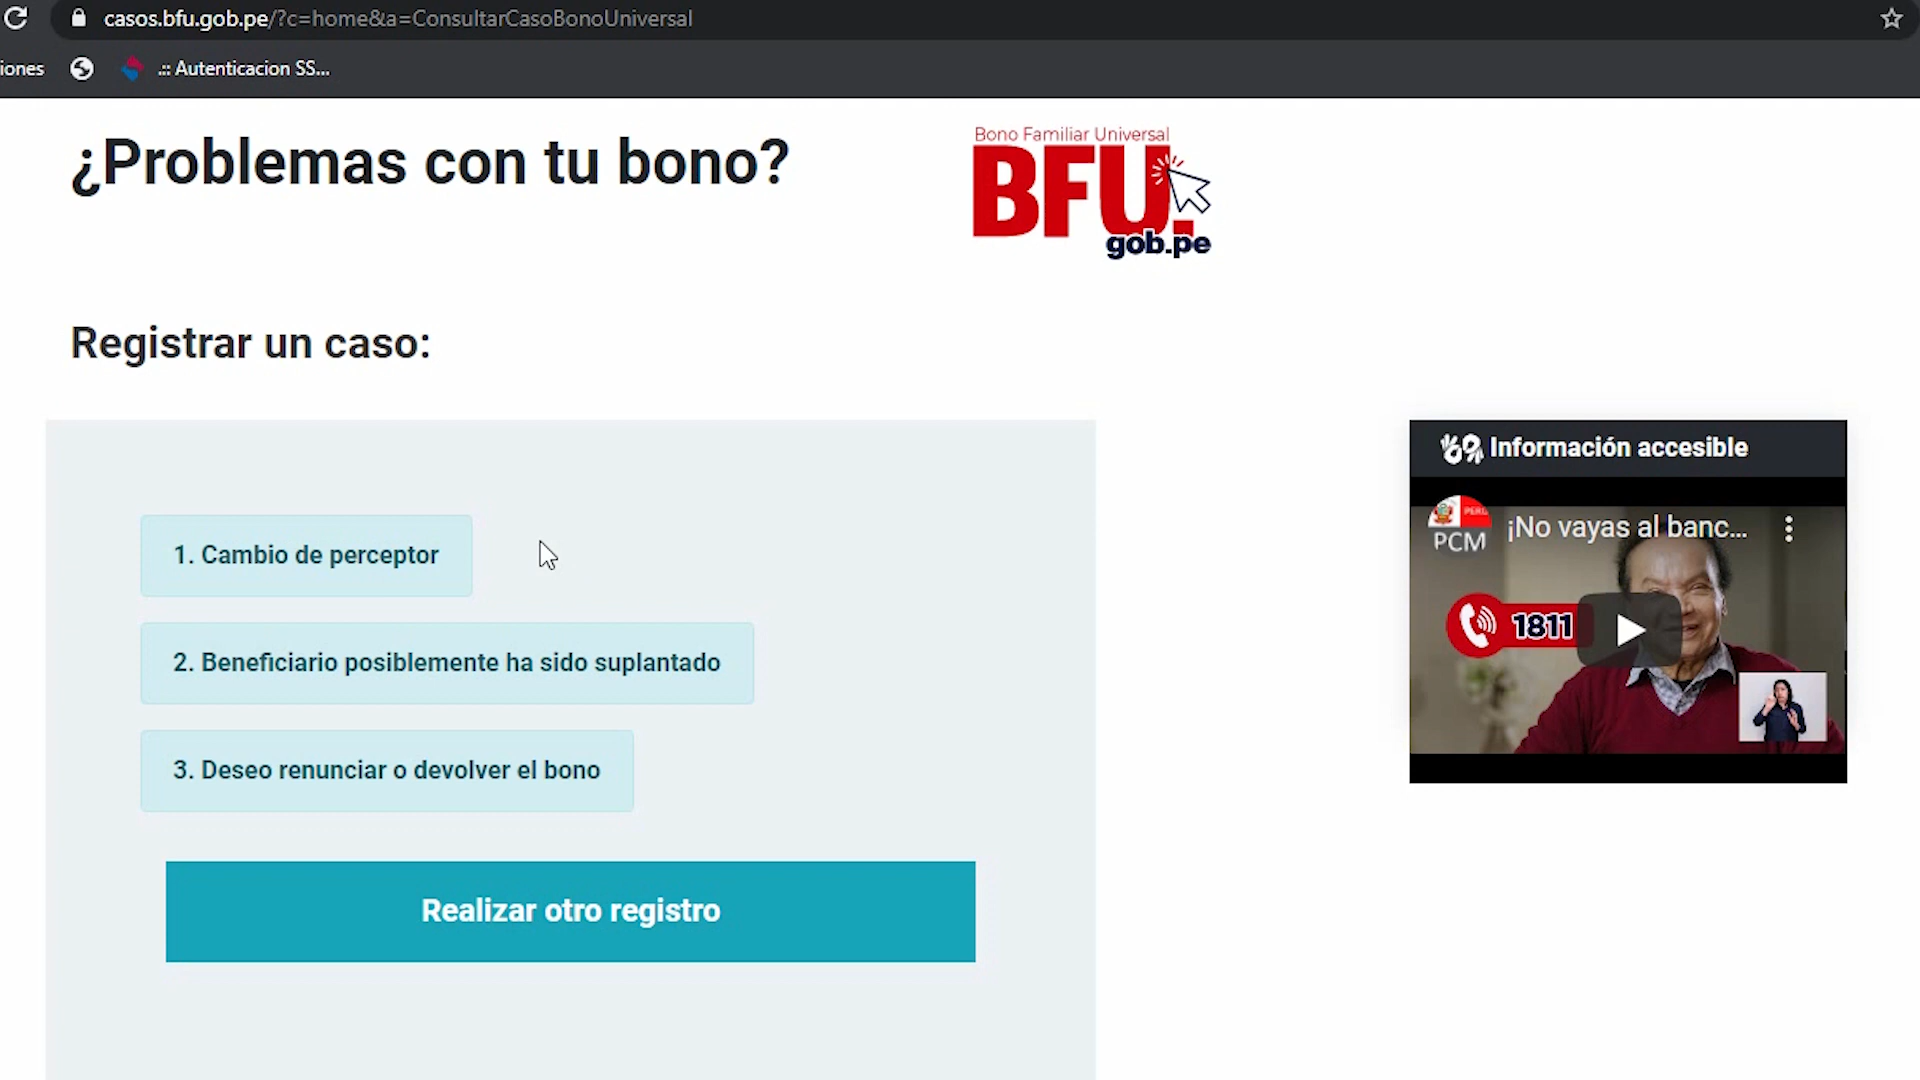 casos.bfu.gob.pe/?c=home&a=ConsultarCasoBonoUniversal
iones
.:: Autenticacion SS...
¿Problemas con tu bono?
Bono Familiar Universal
BFU.
gob.pe
Registrar un caso:
1. Cambio de perceptor
2. Beneficiario posiblemente ha sido suplantado
3. Deseo renunciar o devolver el bono
Realizar otro registro
Información accesible
PERÚ
PCM
¡No vayas al banc...
1811